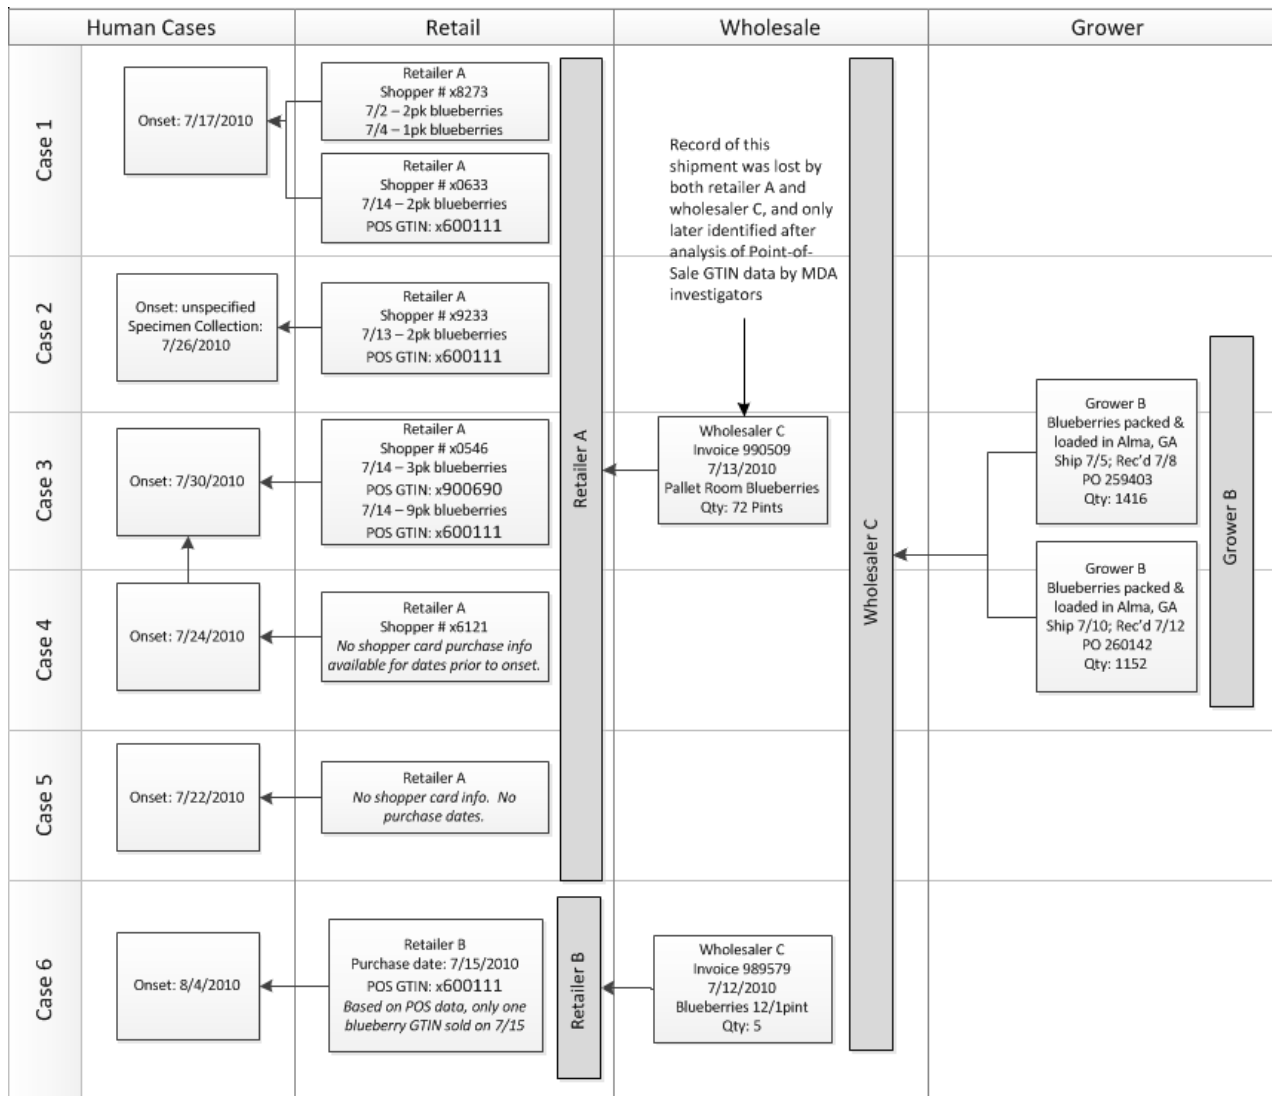 Human Cases
Retail
Wholesale
Grower
Case 1
Onset: 7/17/2010
Retailer A
Shopper # x8273
7/2 – 2pk blueberries
7/4 – 1pk blueberries
Retailer A
Shopper # x0633
7/14 – 2pk blueberries
POS GTIN: x600111
Record of this
shipment was lost by
both retailer A and
wholesaler C, and only
later identified after
analysis of Point-of-
Sale GTIN data by MDA
investigators
Case 2
Onset: unspecified
Specimen Collection:
7/26/2010
Retailer A
Shopper # x9233
7/13 – 2pk blueberries
POS GTIN: x600111
Case 3
Onset: 7/30/2010
Retailer A
Shopper # x0546
7/14 – 3pk blueberries
POS GTIN: x900690
7/14 – 9pk blueberries
POS GTIN: x600111
Retailer A
Wholesaler C
Invoice 990509
7/13/2010
Pallet Room Blueberries
Qty: 72 Pints
Wholesaler C
Grower B
Blueberries packed &
loaded in Alma, GA
Ship 7/5; Rec'd 7/8
PO 259403
Qty: 1416
Grower B
Blueberries packed &
loaded in Alma, GA
Ship 7/10; Rec'd 7/12
PO 260142
Qty: 1152
Grower B
Case 4
Onset: 7/24/2010
Retailer A
Shopper # x6121
No shopper card purchase info
available for dates prior to onset.
Case 5
Onset: 7/22/2010
Retailer A
No shopper card info.  No
purchase dates.
Case 6
Onset: 8/4/2010
Retailer B
Purchase date: 7/15/2010
POS GTIN: x600111
Based on POS data, only one
blueberry GTIN sold on 7/15
Retailer B
Wholesaler C
Invoice 989579
7/12/2010
Blueberries 12/1pint
Qty: 5